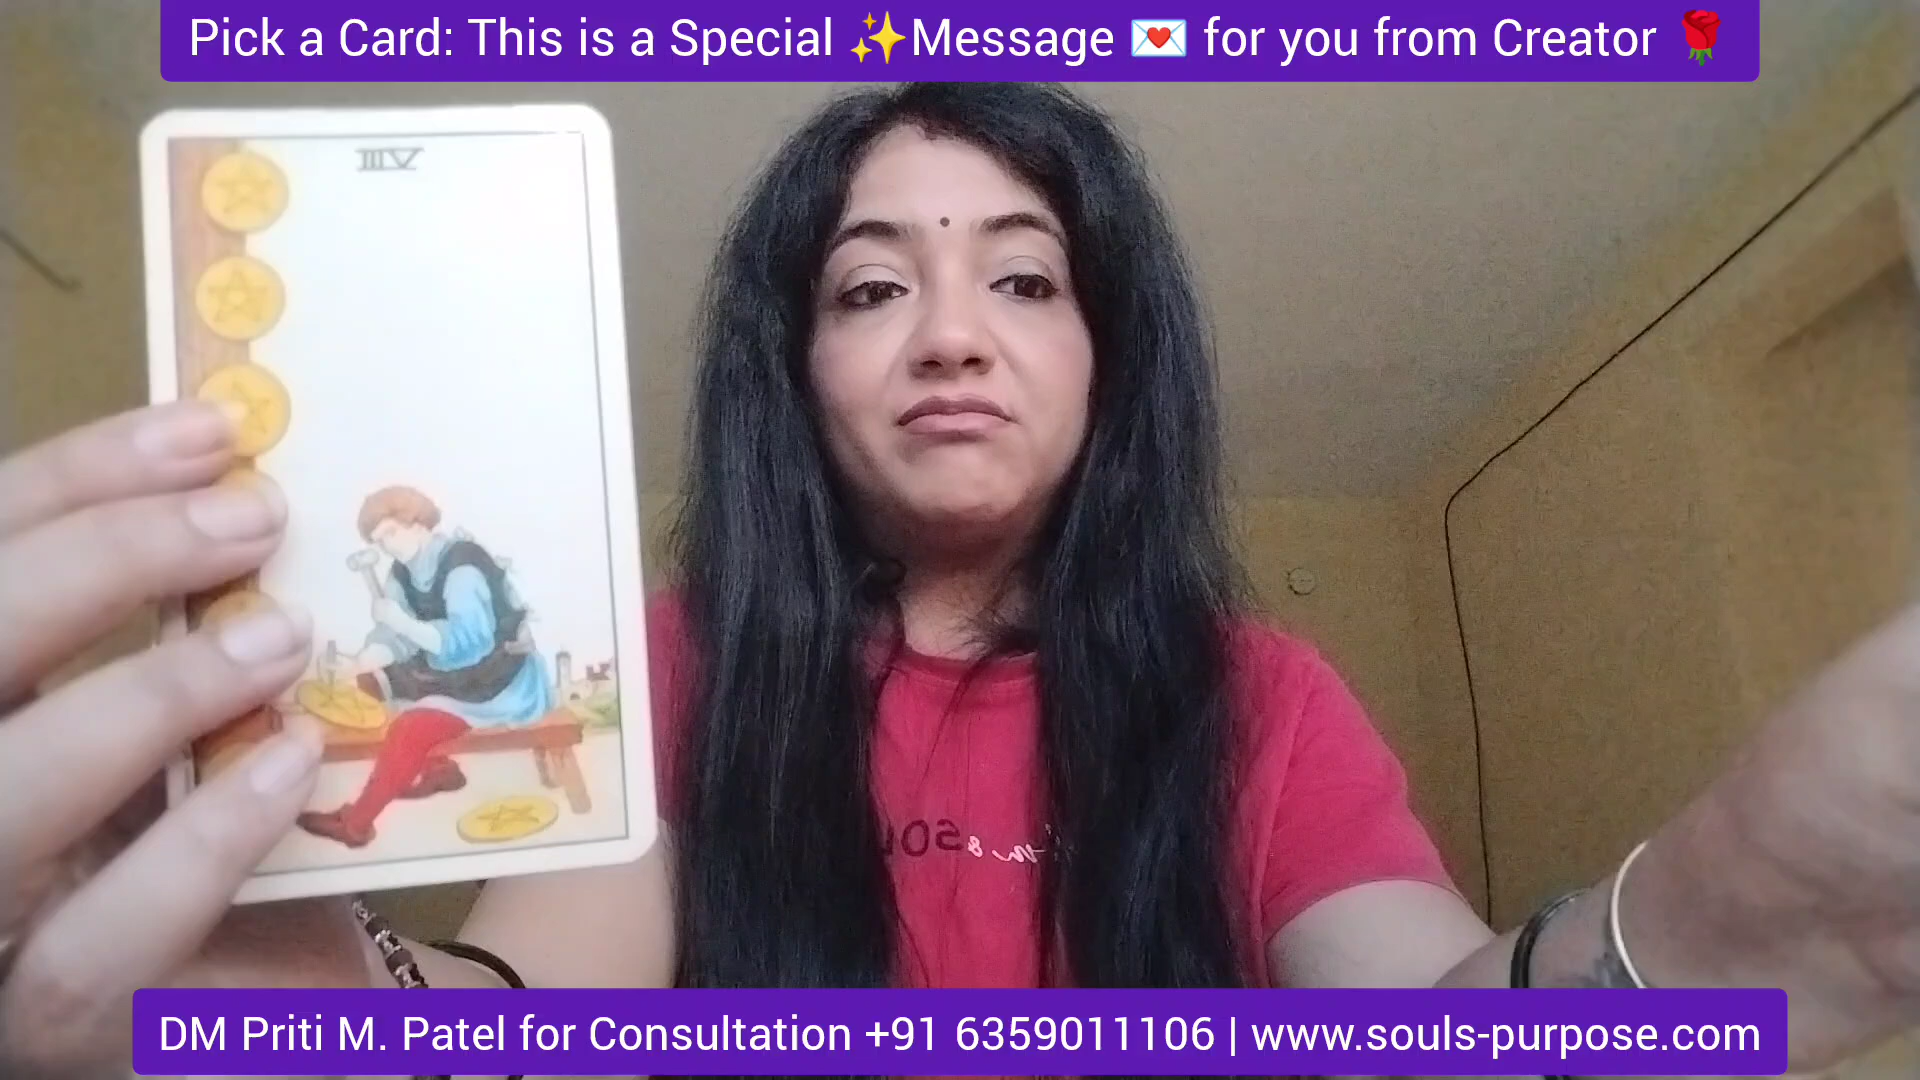 Pick a Card: This is a Special ✨Message 💌 for you from Creator 🌹
VIII
DM Priti M. Patel for Consultation +91 6359011106 | www.souls-purpose.com